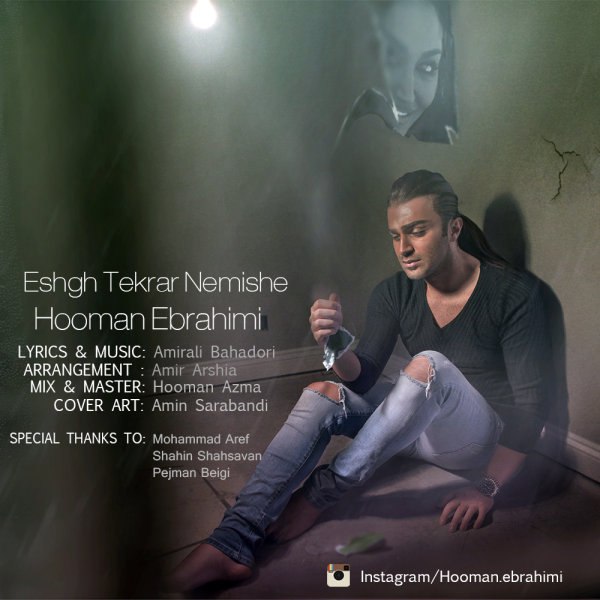 Eshgh Tekrar Nemishe
Hooman Ebrahimi
LYRICS & MUSIC: Amirali Bahadori
ARRANGEMENT : Amir Arshia
MIX & MASTER: Hooman Azma
COVER ART: Amin Sarabandi
SPECIAL THANKS TO: Mohammad Aref
Shahin Shahsavan
Pejman Beigi
Instagram/Hooman.ebrahimi